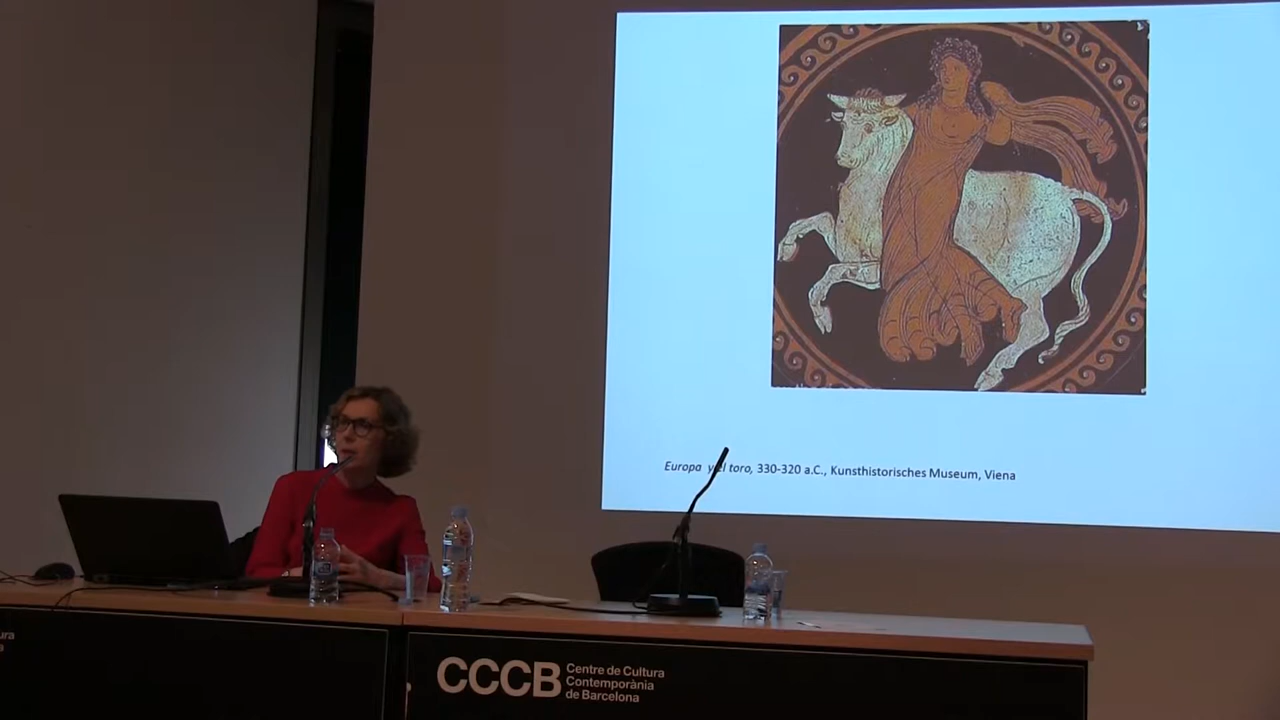 Europa y el toro, 330-320 a.C., Kunsthistorisches Museum, Viena
CCCB
Centre de Cultura
Contemporània
de Barcelona